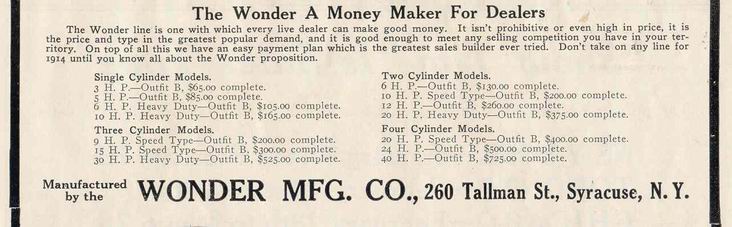 The Wonder A Money Maker For Dealers
The Wonder line is one with which every live dealer can make good money. It isn't prohibitive or even high in price, it is
the price and type in the greatest popular demand, and it is good enough to meet any selling competition you have in your ter-
ritory. On top of all this we have an easy payment plan which is the greatest sales builder ever tried. Don't take on any line for
1914 until you know all about the Wonder proposition.
Single Cylinder Models.
3 H. P.—Outfit B, $65.00 complete.
5 H. P.—Outfit B, $85.00 complete.
6 H. P. Heavy Duty—Outfit B, $105.00 complete.
10 H. P. Heavy Duty—Outfit B, $165.00 complete.
Three Cylinder Models.
9 H. P. Speed Type—Outfit B, $200.00 complete.
15 H. P. Speed Type—Outfit B, $300.00 complete.
30 H. P. Heavy Duty—Outfit B, $525.00 complete.
Two Cylinder Models.
6 H. P.—Outfit B, $130.00 complete.
10 H. P. Speed Type—Outfit B, $200.00 complete.
12 H. P.—Outfit B, $260.00 complete.
20 H. P. Heavy Duty—Outfit B, $375.00 complete.
Four Cylinder Models.
20 H. P. Speed Type—Outfit B, $400.00 complete.
24 H. P.—Outfit B, $500.00 complete.
40 H. P.—Outfit B, $725.00 complete.
Manufactured
by the
WONDER MFG. CO., 260 Tallman St., Syracuse, N. Y.